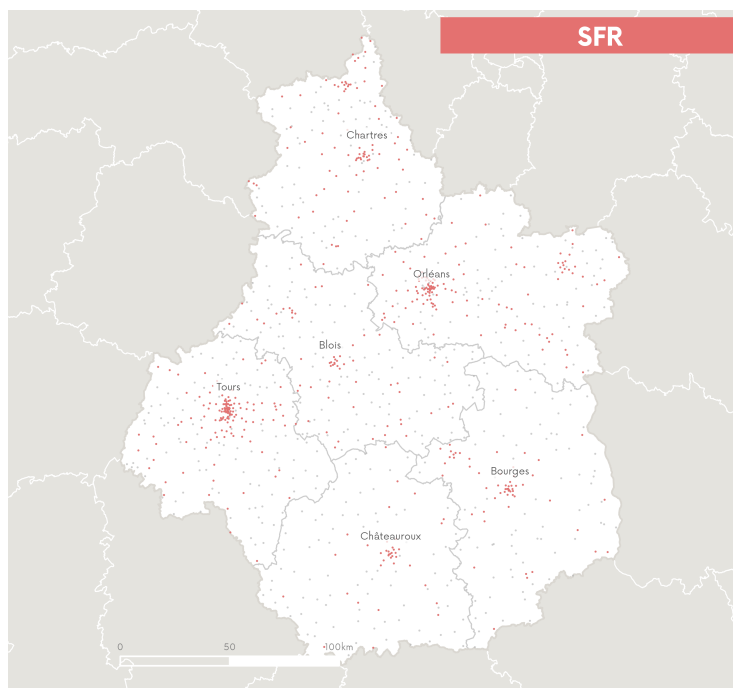 SFR
Chartres
Orléans
Blois
Tours
Bourges
Châteauroux
0 50 100km